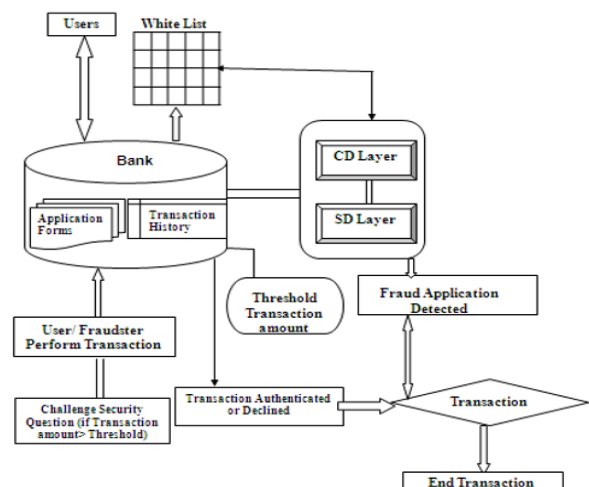 Users
White List
Bank
Application
Forms
Transaction
History
CD Layer
SD Layer
Threshold
Transaction
amount
Fraud Application
Detected
User/ Fraudster
Perform Transaction
Challenge Security
Question (if Transaction
amount> Threshold)
Transaction Authenticated
or Declined
Transaction
End Transaction